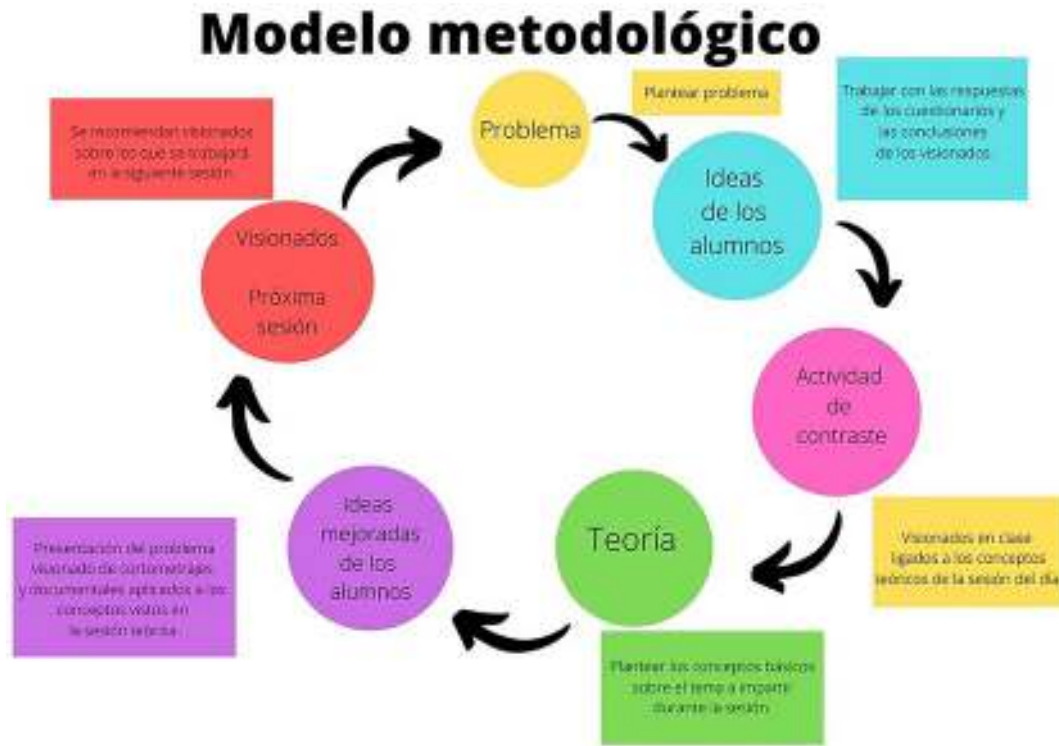 Modelo metodológico
Problema
Plantear problema
Ideas
de los
alumnos
Trabajar con las respuestas
de los cuestionarios y
las conclusiones
de los visionados.
Actividad
de
contraste
Visionados en clase
ligados a los conceptos
teóricos de la sesión del día
Teoría
Plantear los conceptos básicos
sobre el tema a impartir
durante la sesión.
Ideas
mejoradas
de los
alumnos
Presentación del problema
visionado de cortometrajes
y documentales aplicados a los
conceptos vistos en
la sesión teórica.
Visionados
Próxima
sesión
Se recomiendan visionados
sobre los que se trabajará
en la siguiente sesión.